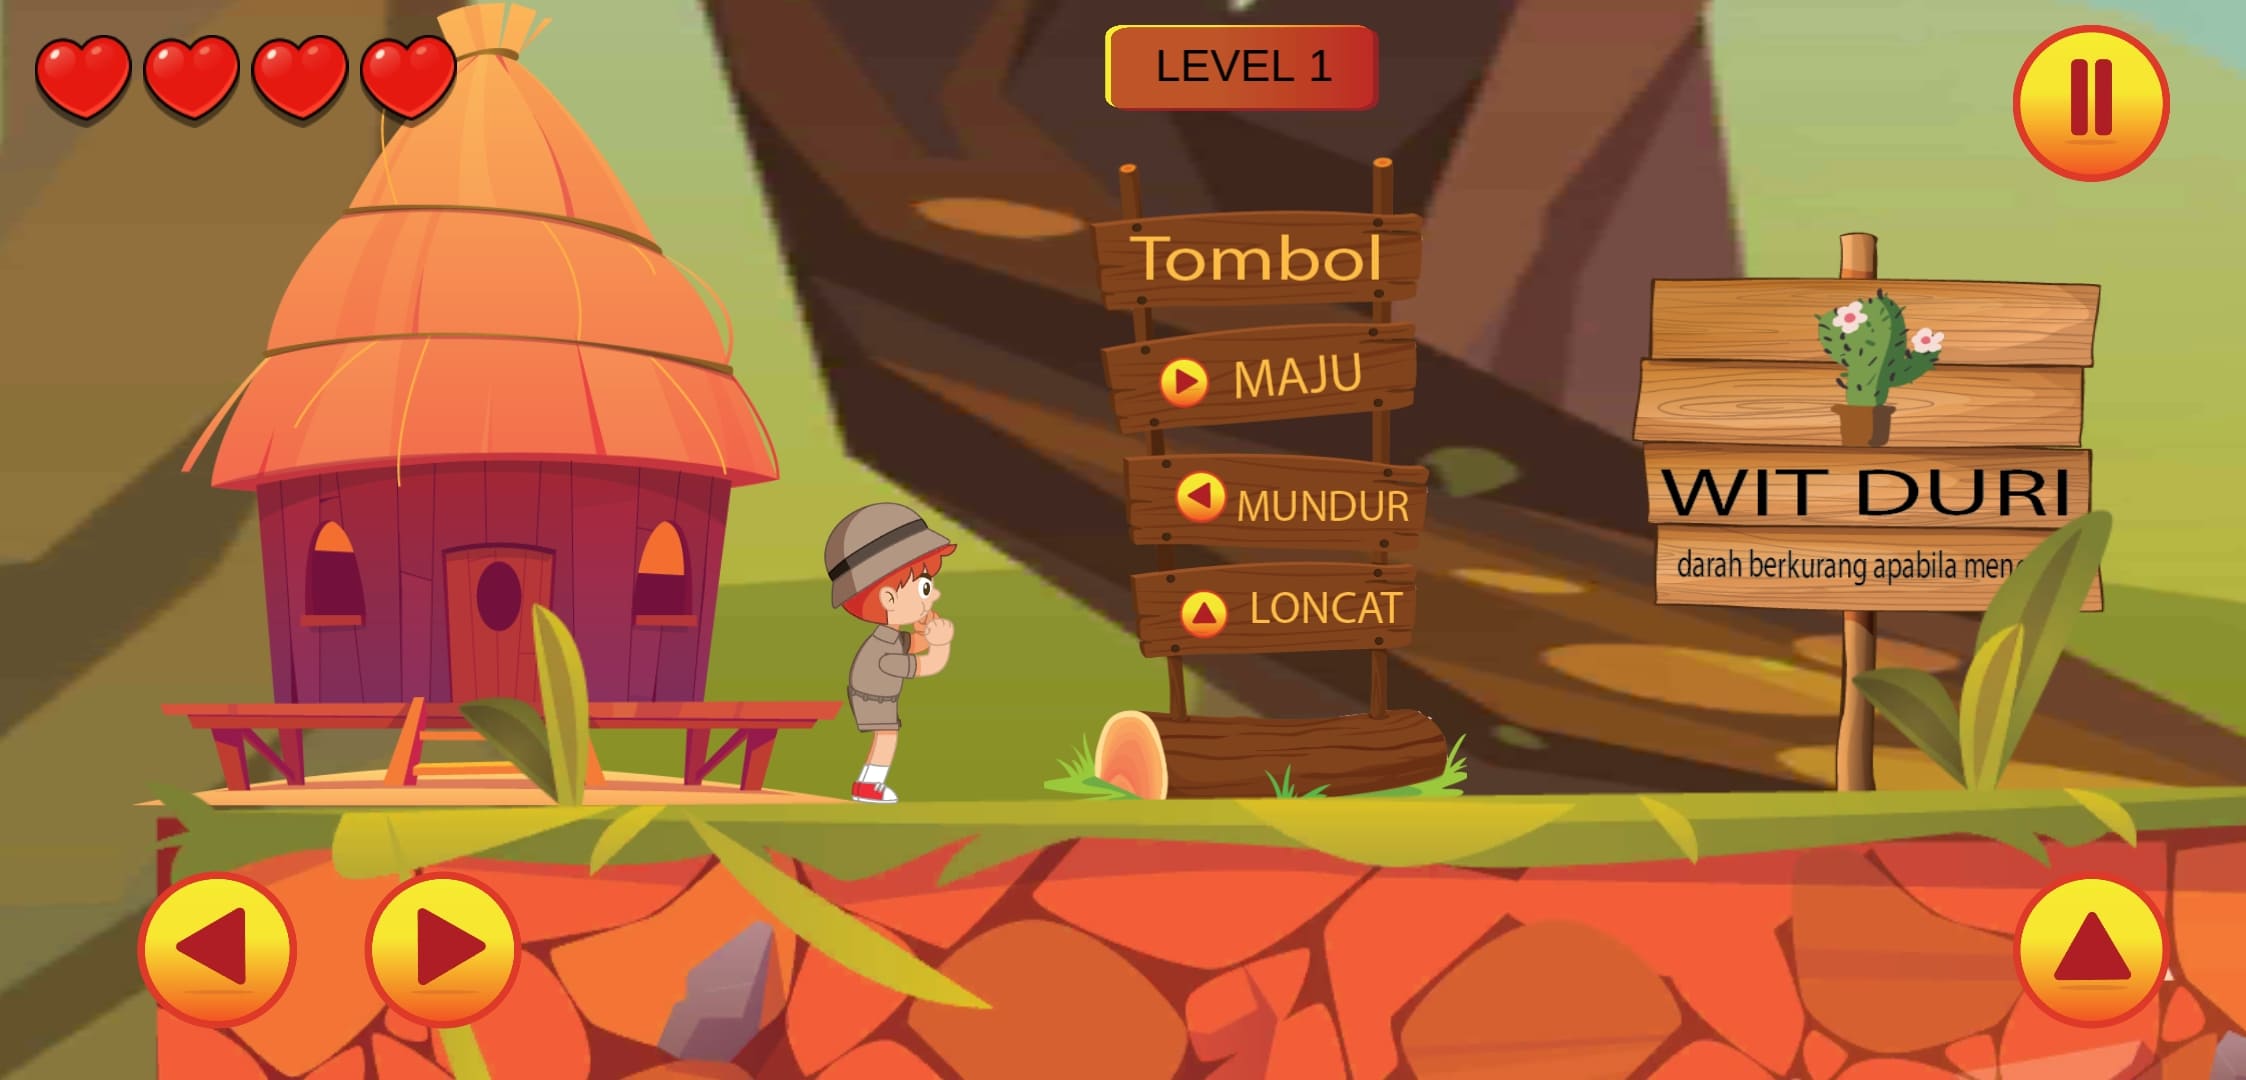 LEVEL 1
Tombol
MAJU
MUNDUR
LONCAT
WIT DURI
darah berkurang apabila